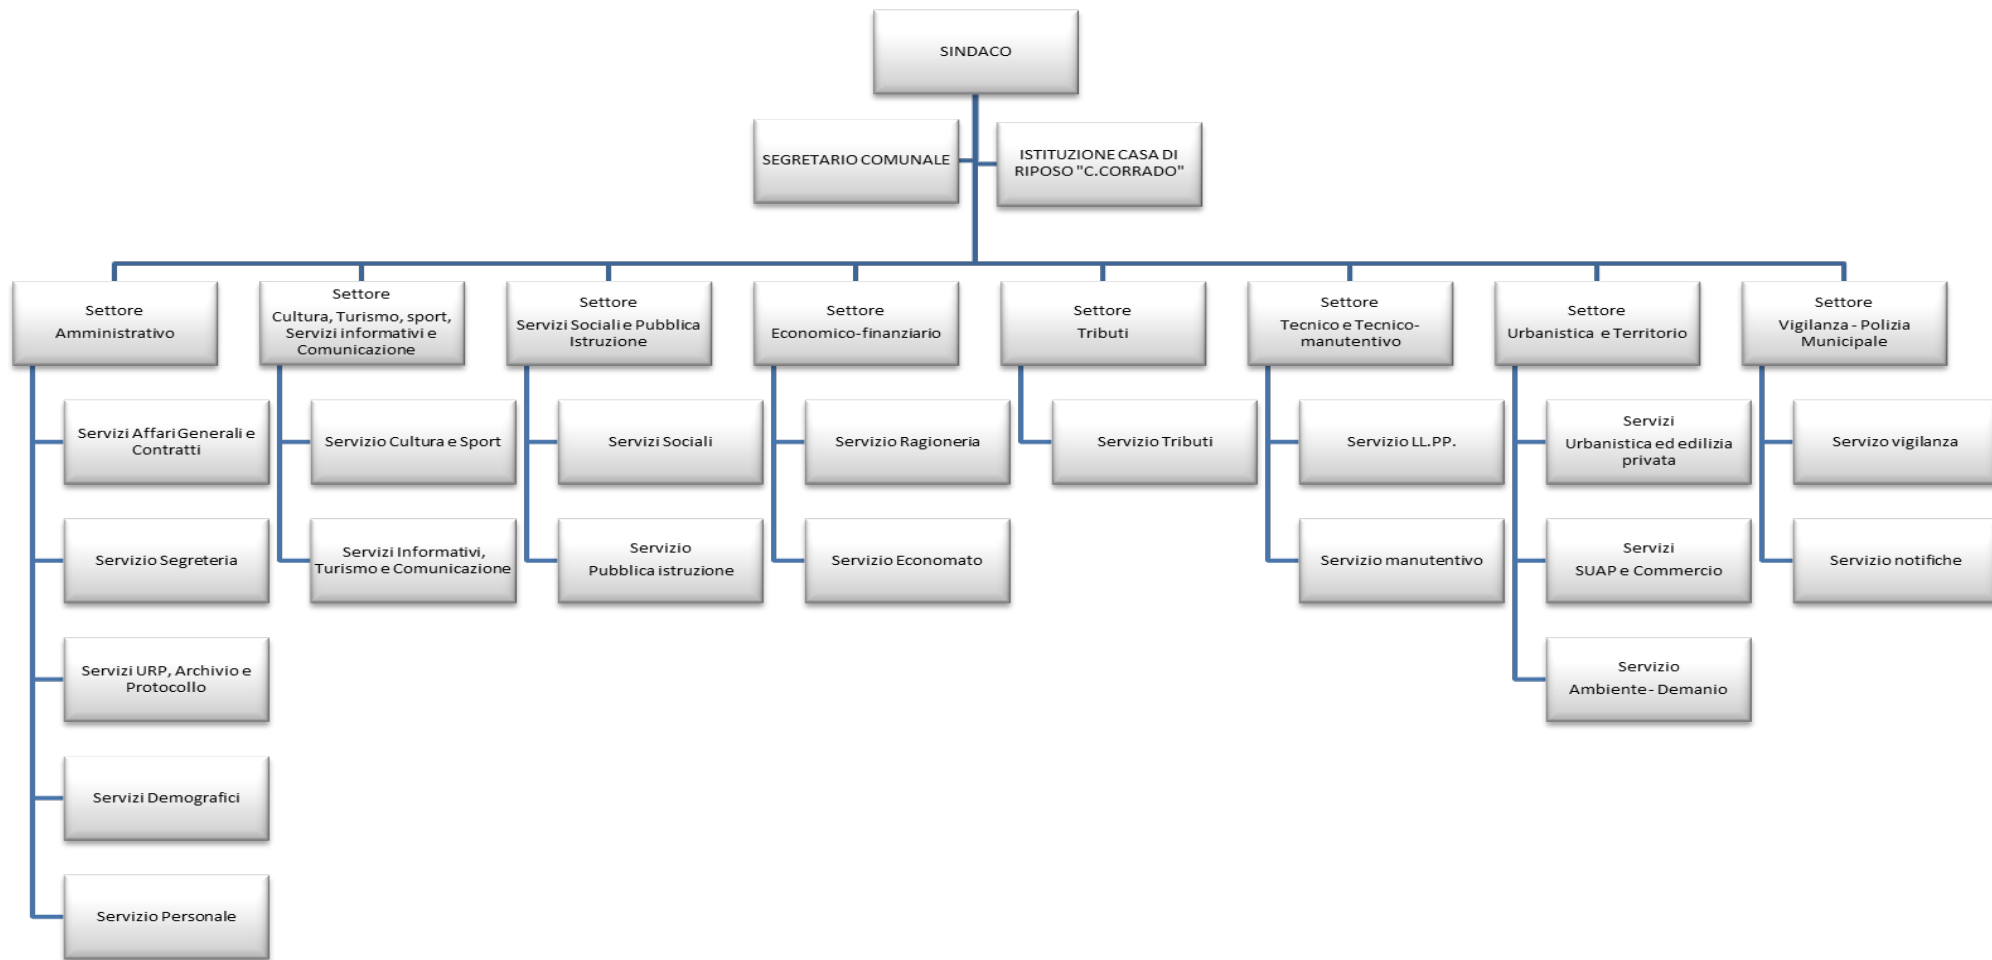 SINDACO
SEGRETARIO COMUNALE
ISTITUZIONE CASA DI
RIPOSO "C.CORRADO"
Settore
Amministrativo
Settore
Cultura, Turismo, sport,
Servizi informativi e
Comunicazione
Settore
Servizi Sociali e Pubblica
Istruzione
Settore
Economico-finanziario
Settore
Tributi
Settore
Tecnico e Tecnico-
manutentivo
Settore
Urbanistica e Territorio
Settore
Vigilanza - Polizia
Municipale
Servizi Affari Generali e
Contratti
Servizio Segreteria
Servizi URP, Archivio e
Protocollo
Servizi Demografici
Servizio Personale
Servizio Cultura e Sport
Servizi Informativi,
Turismo e Comunicazione
Servizi Sociali
Servizio
Pubblica istruzione
Servizio Ragioneria
Servizio Economato
Servizio Tributi
Servizio LL.PP.
Servizio manutentivo
Servizi
Urbanistica ed edilizia
privata
Servizi
SUAP e Commercio
Servizio
Ambiente - Demanio
Servizo vigilanza
Servizio notifiche